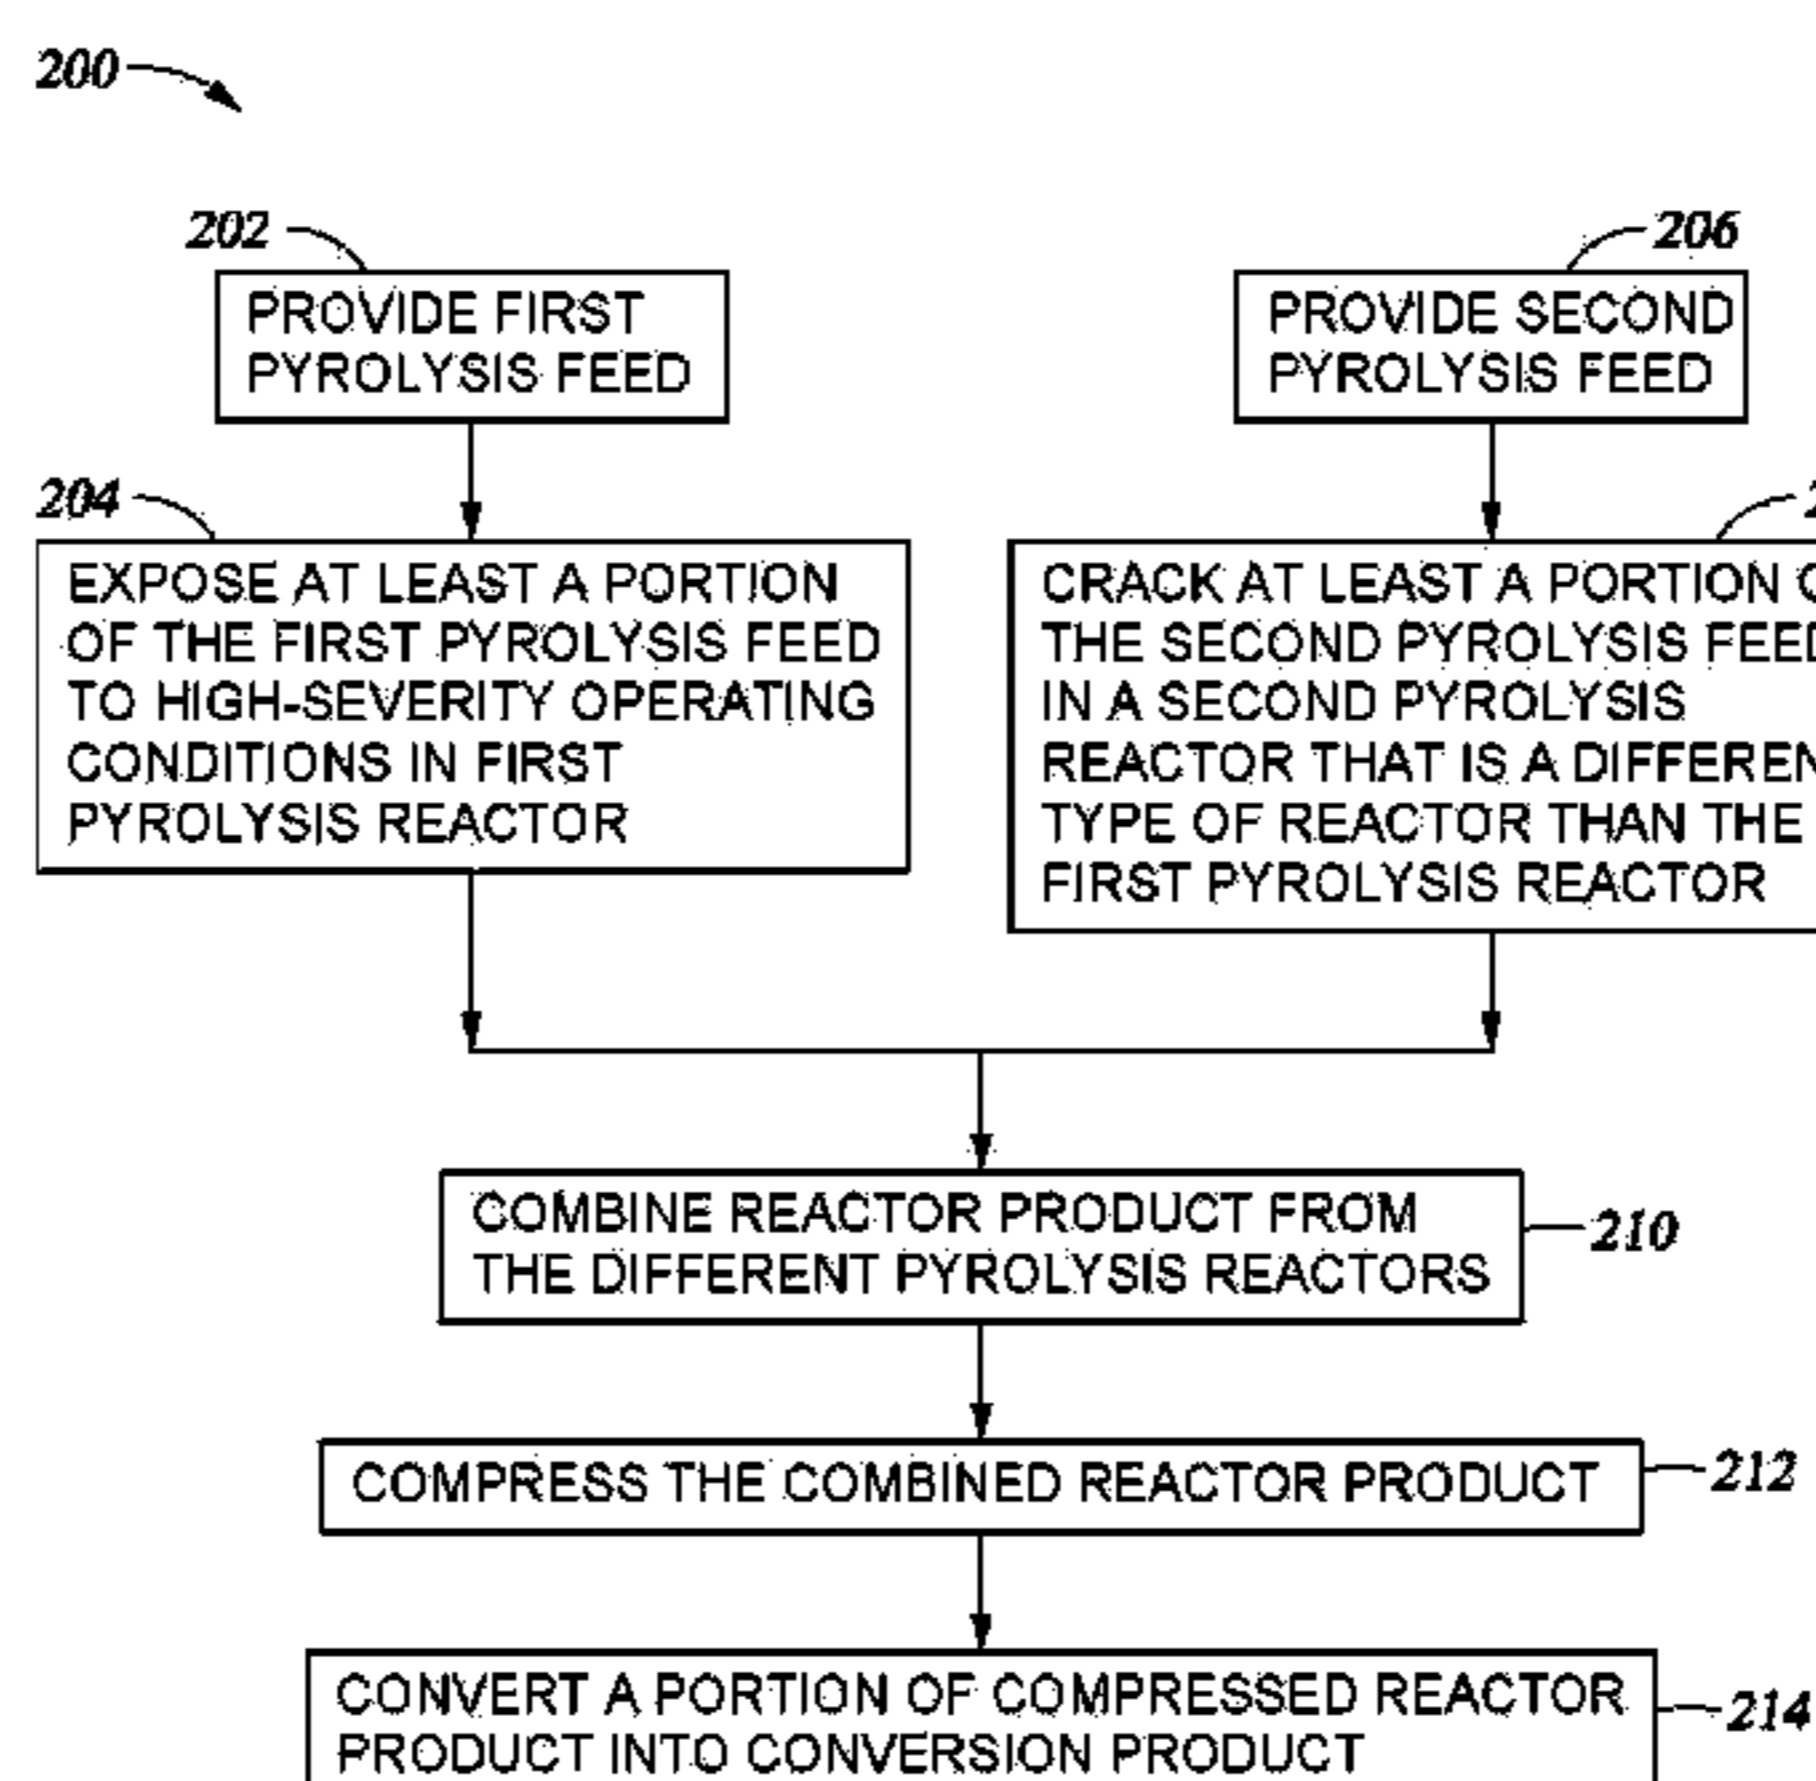 200
202
PROVIDE FIRST
PYROLYSIS FEED
206
PROVIDE SECOND
PYROLYSIS FEED
204
EXPOSE AT LEAST A PORTION
OF THE FIRST PYROLYSIS FEED
TO HIGH-SEVERITY OPERATING
CONDITIONS IN FIRST
PYROLYSIS REACTOR
CRACK AT LEAST A PORTION
THE SECOND PYROLYSIS FEED
IN A SECOND PYROLYSIS
REACTOR THAT IS A
TYPE OF REACTOR THAN THE
FIRST PYROLYSIS REACTOR
COMBINE REACTOR PRODUCT FROM
THE DIFFERENT PYROLYSIS REACTORS
210
COMPRESS THE COMBINED REACTOR PRODUCT
212
CONVERT A PORTION OF COMPRESSED REACTOR
PRODUCT INTO CONVERSION PRODUCT
214